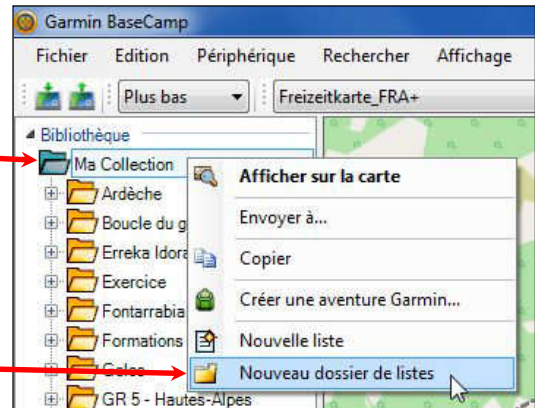 Garmin BaseCamp
Fichier Edition Périphérique Rechercher Affichage
Plus bas Freizeitkarte_FRA+
Bibliothèque
Ma Collection
Ardèche
Boucle du g
Erreka Idora
Exercice
Fontarrabia
Formations
GR 5 - Hautes-Alpes
Afficher sur la carte
Envoyer à...
Copier
Créer une aventure Garmin...
Nouvelle liste
Nouveau dossier de listes